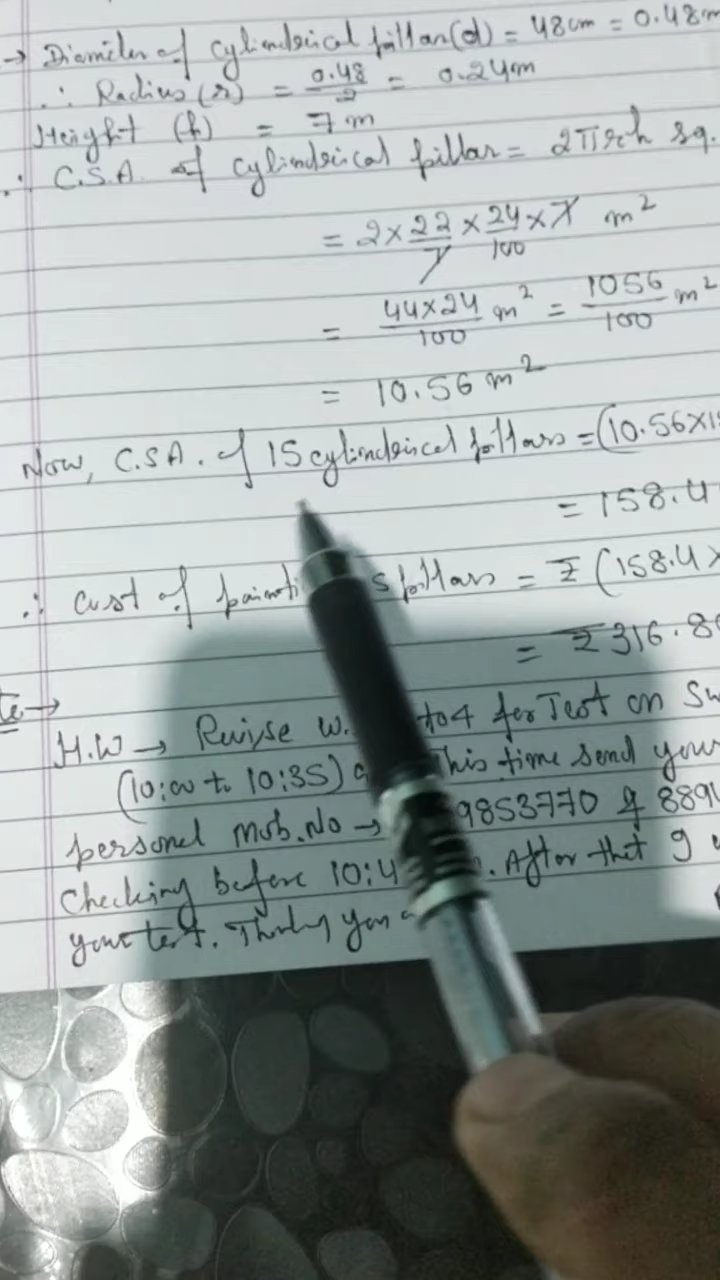 → Diameter of cylindrical pillar(d) = 48cm = 0.48m
∴ Radius (r) = 0.48/2 = 0.24m
Height (h) = 7m
∴ C.S.A. of cylindrical pillar = 2πrh sq.
= 2 × 22/7 × 24/100 × 7 m²
= 44×24/100 m² = 1056/100 m²
= 10.56 m²
Now, C.S.A. of 15 cylindrical pillars = (10.56×1
= 158.4
∴ Cost of painti s pillars = ₹ (158.4×
= ₹ 316.8
te →
H.W → Revise W. to 4 for Test on Su
(10:00 to 10:35) This time send your
personal Mob.No → 9853770 & 889
Checking before 10:4 . After that I
your test. Thank you